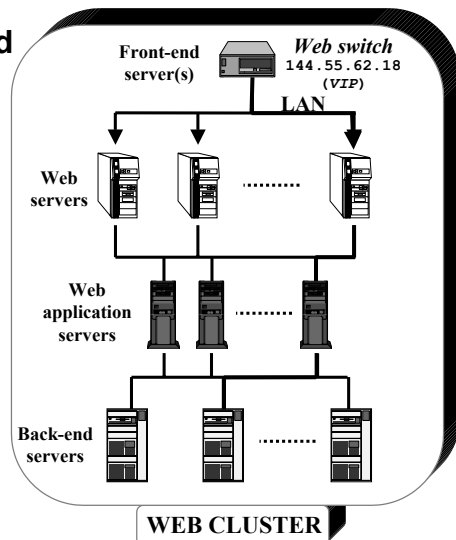 d
Front-end
server(s)
Web switch
144.55.62.18
(VIP)
LAN
Web
servers
Web
application
servers
Back-end
servers
WEB CLUSTER